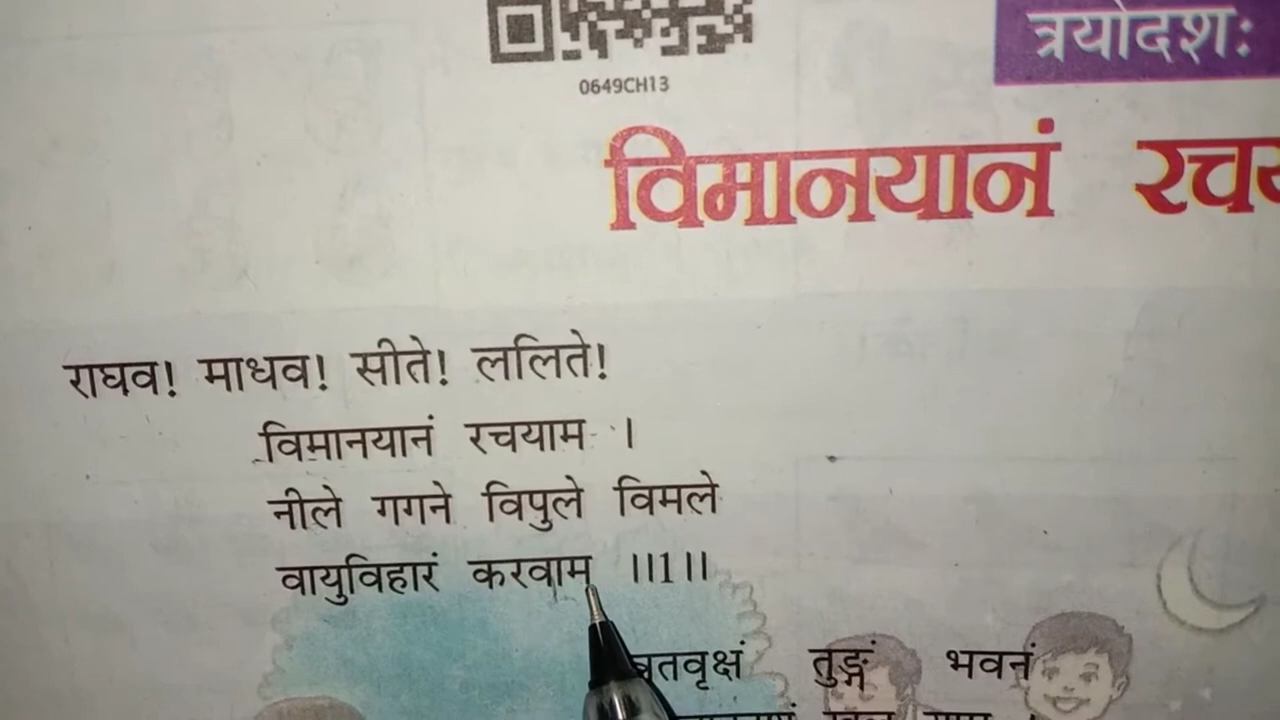 0649CH13
त्रयोदशः
विमानयानं
राघव! माधव! सीते! ललिते!
विमानयानं रचयाम ।
नीले गगने विपुले विमले
वायुविहारं करवाम ॥1॥
तुङ्गं भवनं